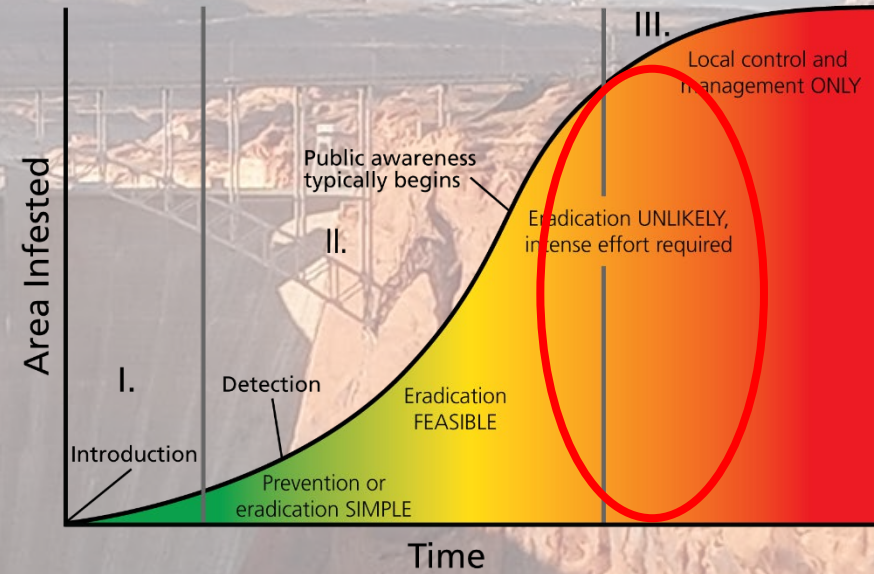 III.
Local control and
management ONLY
Public awareness
typically begins
Eradication UNLIKELY,
intense effort required
II.
Area Infested
I.
Detection
Eradication
FEASIBLE
Introduction
Prevention or
eradication SIMPLE
Time